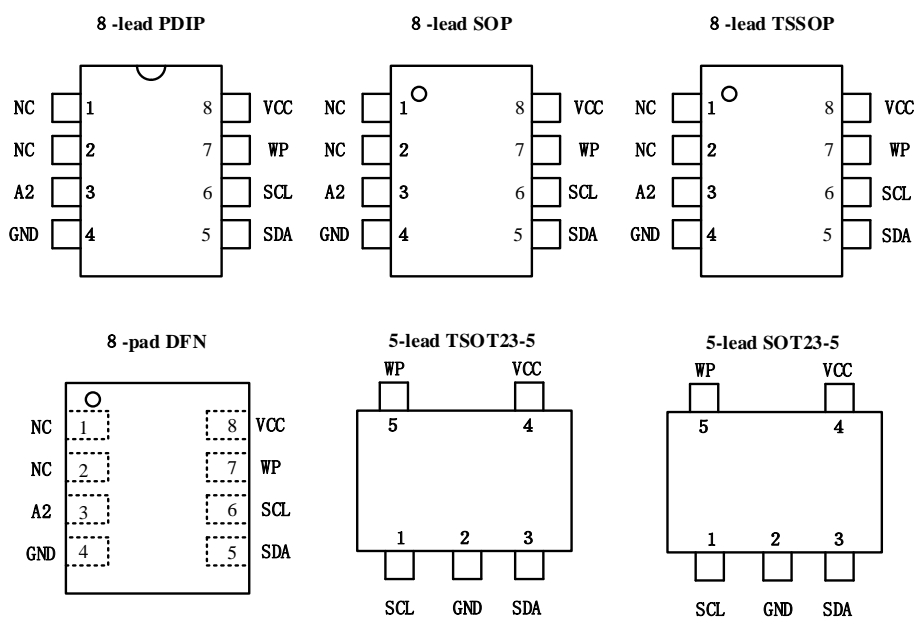 8 -lead PDIP
8 -lead SOP
8 -lead TSSOP
NC 1 8 VCC
NC 2 7 WP
A2 3 6 SCL
GND 4 5 SDA
NC 1 8 VCC
NC 2 7 WP
A2 3 6 SCL
GND 4 5 SDA
NC 1 8 VCC
NC 2 7 WP
A2 3 6 SCL
GND 4 5 SDA
8 -pad DFN
5-lead TSOT23-5
5-lead SOT23-5
NC 1 8 VCC
NC 2 7 WP
A2 3 6 SCL
GND 4 5 SDA
WP VCC
5 4
1 2 3
SCL GND SDA
WP VCC
5 4
1 2 3
SCL GND SDA